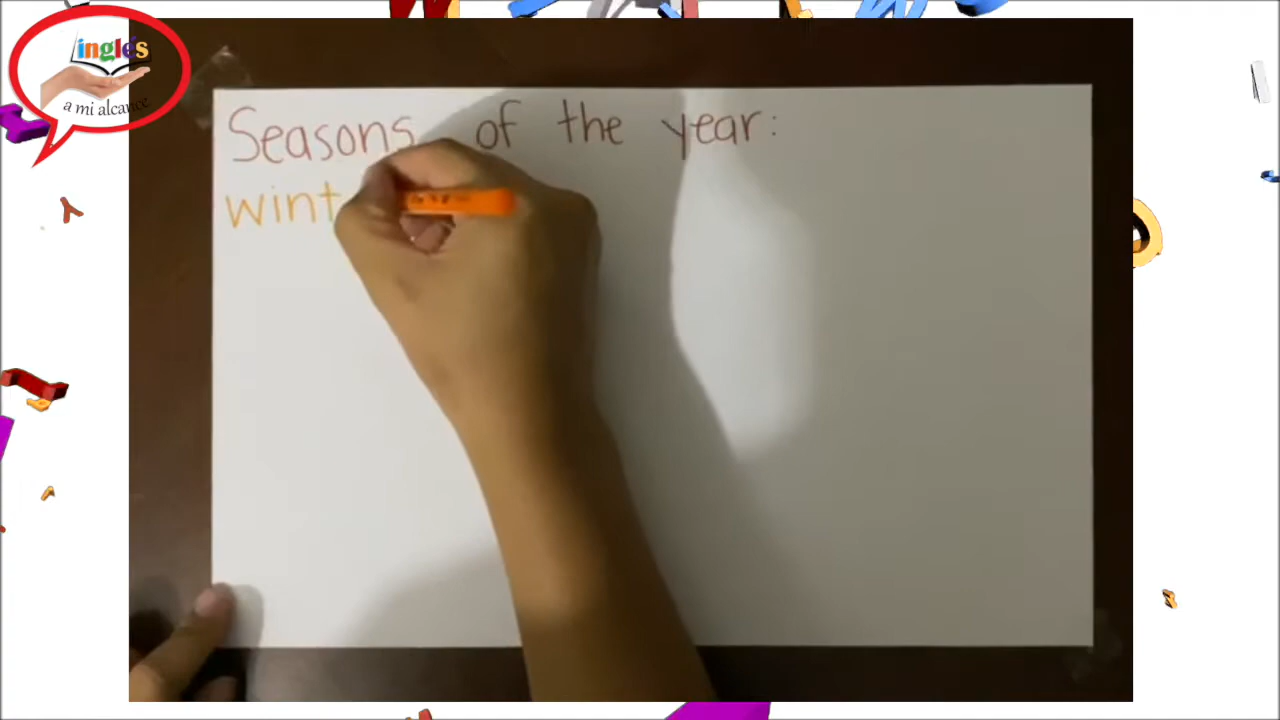 inglés
a mi alcance
Seasons of the year:
wint